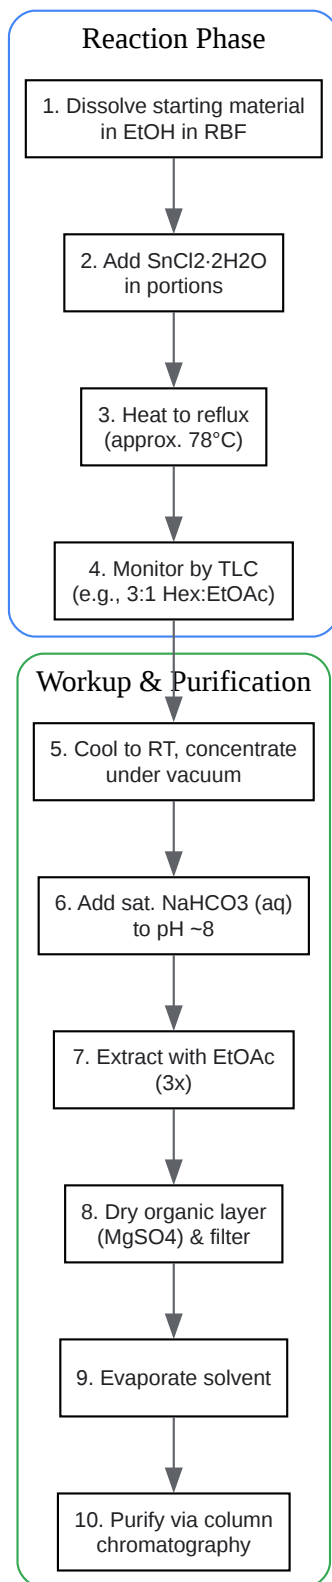 Reaction Phase
1. Dissolve starting material
in EtOH in RBF
2. Add SnCl2·2H2O
in portions
3. Heat to reflux
(approx. 78°C)
4. Monitor by TLC
(e.g., 3:1 Hex:EtOAc)
Workup & Purification
5. Cool to RT, concentrate
under vacuum
6. Add sat. NaHCO3 (aq)
to pH ~8
7. Extract with EtOAc
(3x)
8. Dry organic layer
(MgSO4) & filter
9. Evaporate solvent
10. Purify via column
chromatography